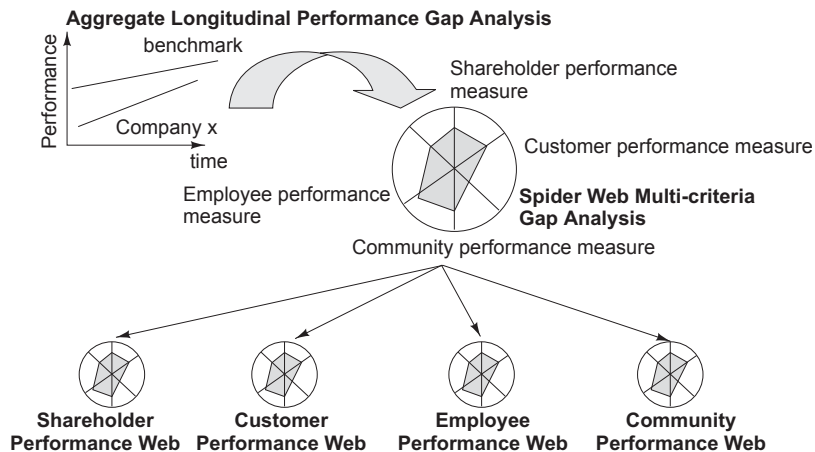 Aggregate Longitudinal Performance Gap Analysis
benchmark
Performance
Company x
time
Shareholder performance
measure
Customer performance measure
Employee performance
measure
Spider Web Multi-criteria
Gap Analysis
Community performance measure
Shareholder
Performance Web
Customer
Performance Web
Employee
Performance Web
Community
Performance Web